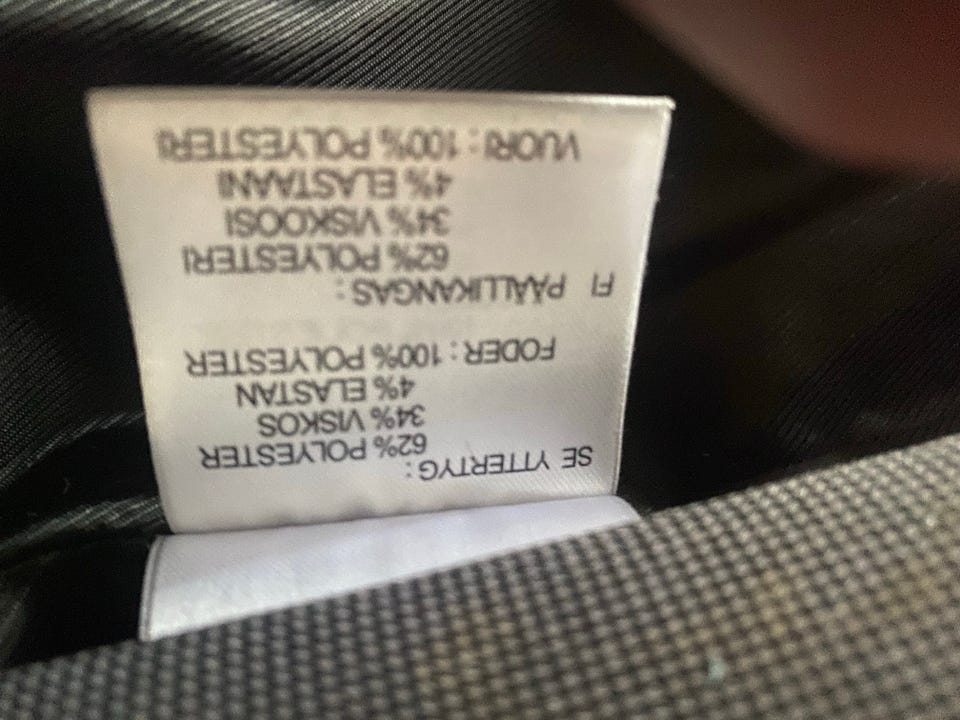 SE YTTERTYG:
62% POLYESTER
34% VISKOS
4% ELASTAN
FODER: 100% POLYESTER
FI PÄÄLLIKANGAS:
62% POLYESTERI
34% VISKOOSI
4% ELASTAANI
VUORI: 100% POLYESTERI